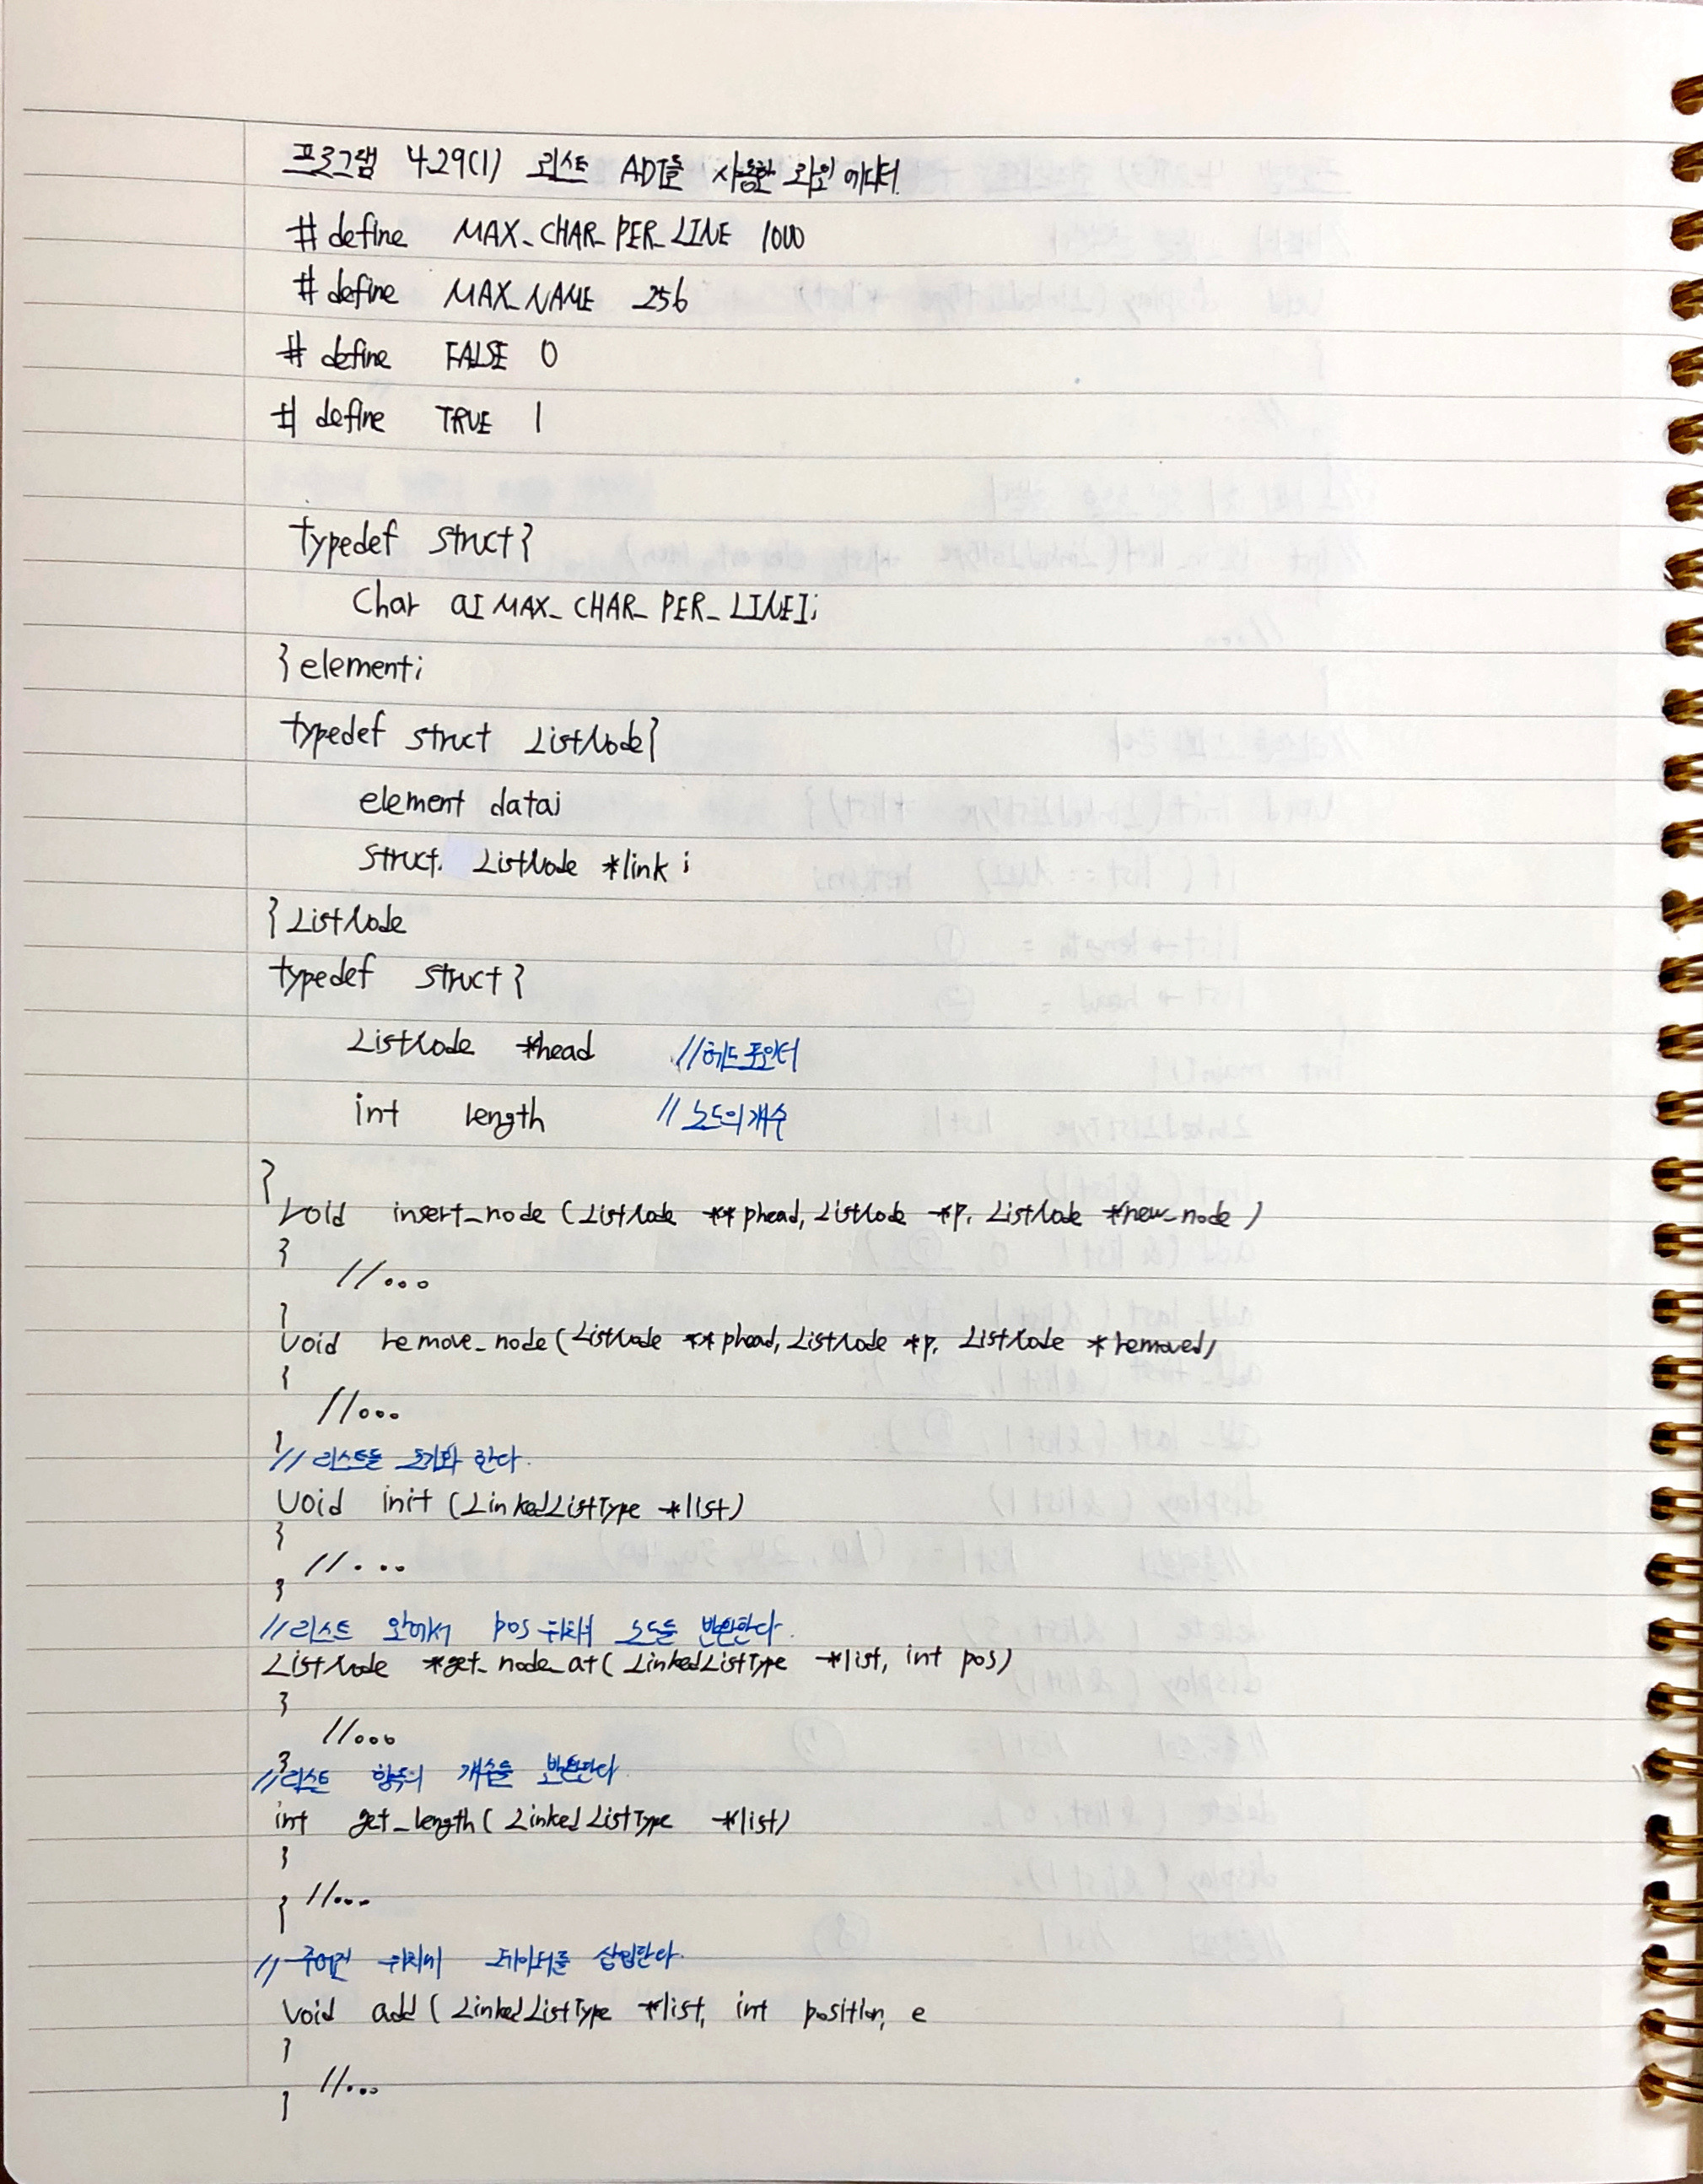 프로그램 4.29(1) 리스트 ADT를 사용한 라인 에디터
# define MAX_CHAR_PER_LINE 1000
# define MAX_NAME 256
# define FALSE 0
# define TRUE 1
typedef struct {
Char a[MAX_CHAR_PER_LINE];
} element;
typedef struct ListNode {
element data;
struct ListNode *link ;
} ListNode
typedef struct {
ListNode *head //헤드포인터
int length // 노드의개수
}
void insert_node (ListNode **phead, ListNode *p, ListNode *new_node )
{
//...
}
void remove_node(ListNode **phead, ListNode *p, ListNode *removed)
{
//...
}
// 리스트를 초기화 한다.
void init (LinkedListType *list)
{
//...
}
//리스트 안에서 pos 위치의 노드를 반환한다.
ListNode *get_node_at( LinkedListType *list, int pos)
{
//...
}
//리스트 항목의 개수를 반환한다.
int get_length( LinkedListType *list)
{
//...
}
// 주어진 위치에 데이터를 삽입한다.
void add ( LinkedListType *list, int position, e
{
//...
}